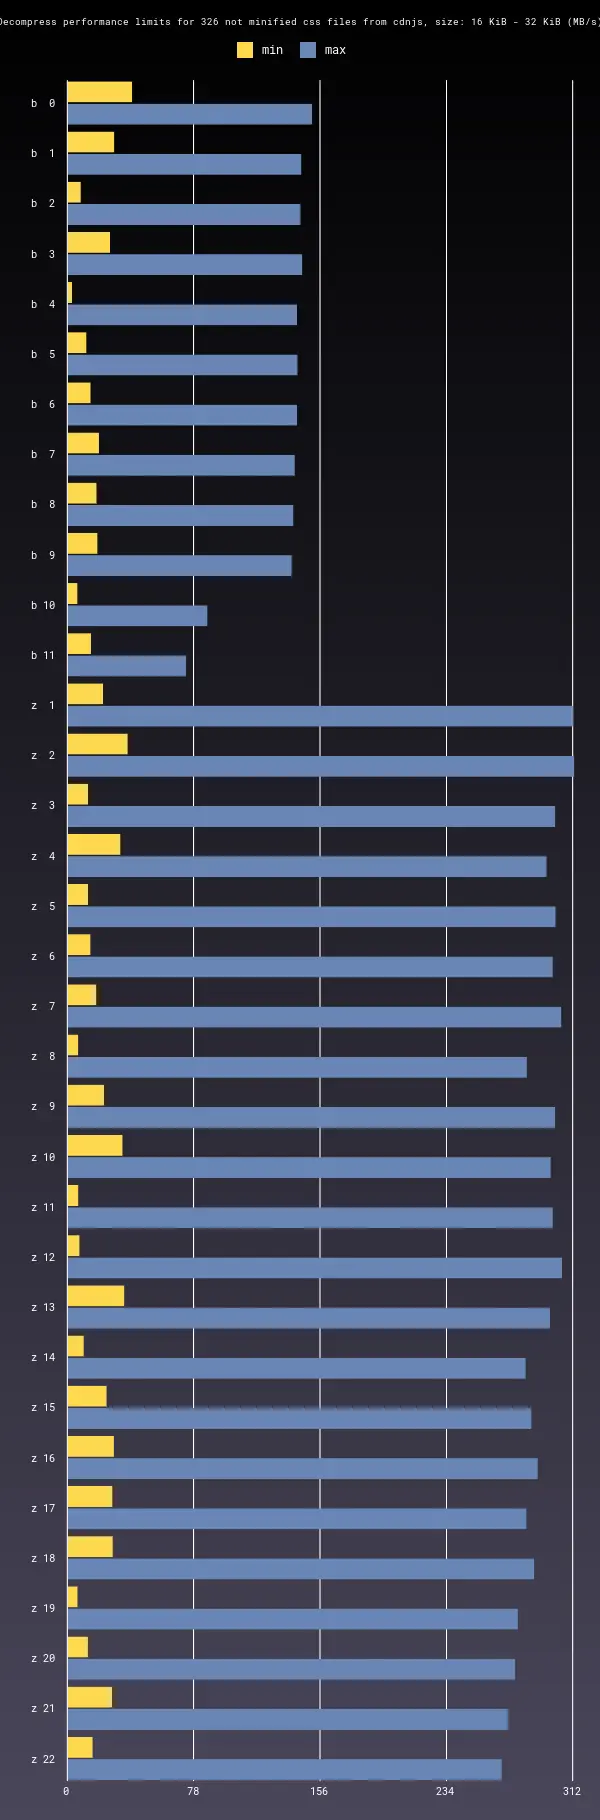 Decompress performance limits for 326 not minified css files from cdnjs, size: 16 KiB - 32 KiB (MB/s)
min max
b 0
b 1
b 2
b 3
b 4
b 5
b 6
b 7
b 8
b 9
b 10
b 11
z 1
z 2
z 3
z 4
z 5
z 6
z 7
z 8
z 9
z 10
z 11
z 12
z 13
z 14
z 15
z 16
z 17
z 18
z 19
z 20
z 21
z 22
0 78 156 234 312